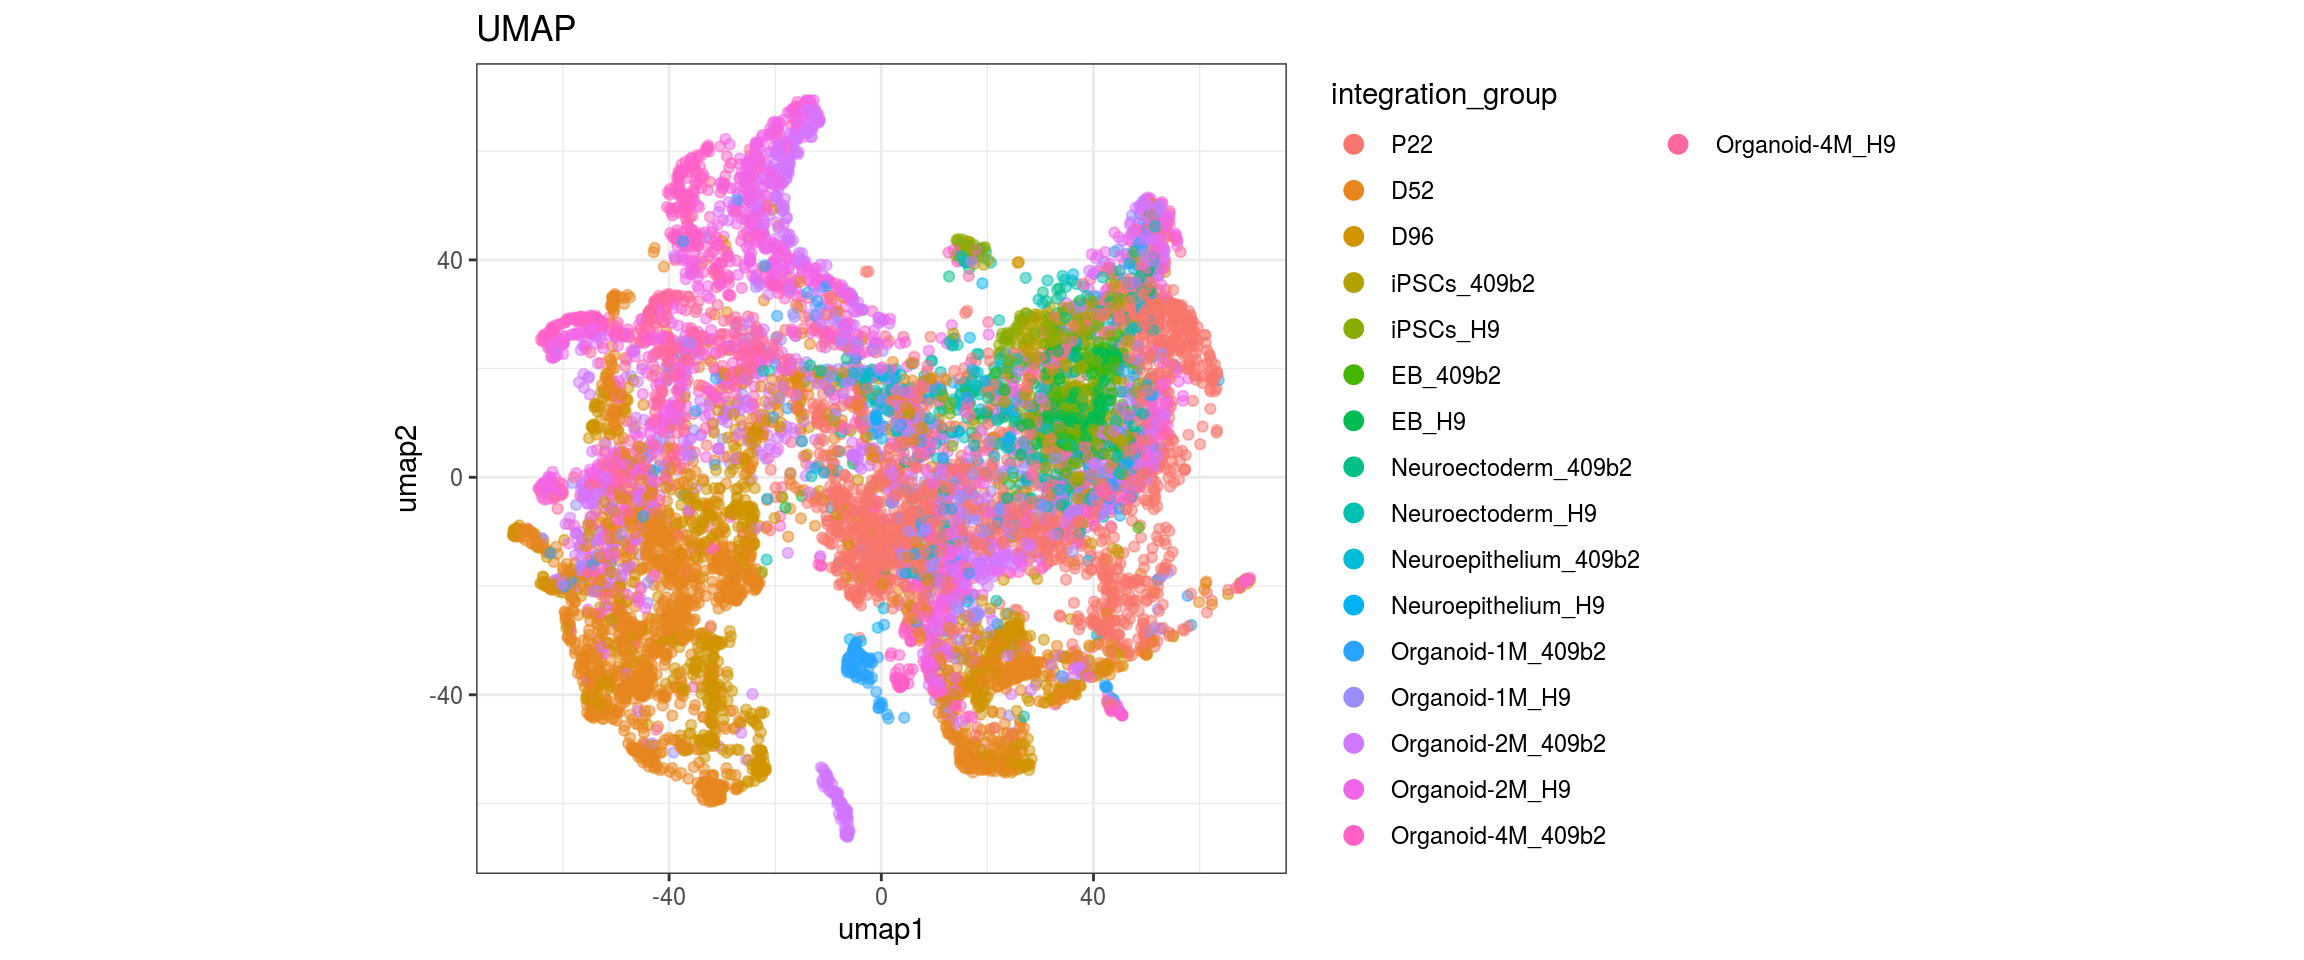 UMAP
integration_group
P22
D52
D96
iPSCs_409b2
iPSCs_H9
EB_409b2
EB_H9
Neuroectoderm_409b2
Neuroectoderm_H9
Neuroepithelium_409b2
Neuroepithelium_H9
Organoid-1M_409b2
Organoid-1M_H9
Organoid-2M_409b2
Organoid-2M_H9
Organoid-4M_409b2
Organoid-4M_H9
umap2
40
0
-40
-40
0
40
umap1